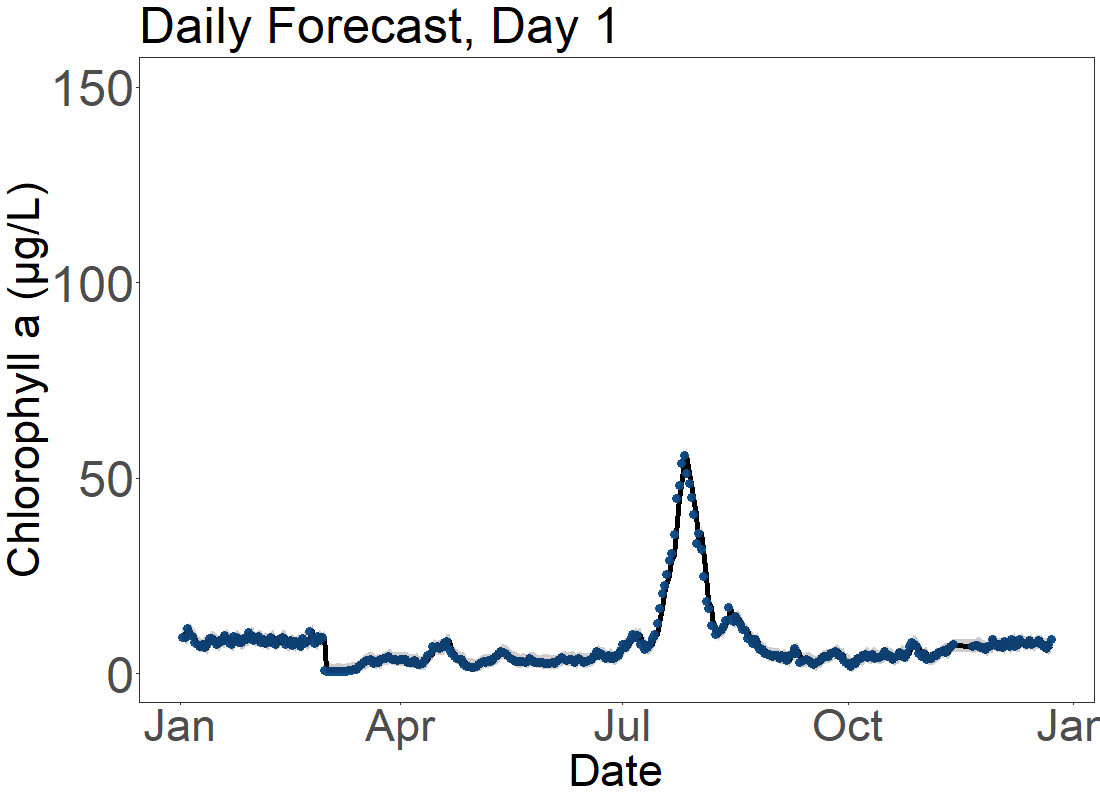 Daily Forecast, Day 1
Chlorophyll a (µg/L)
150
100
50
0
Jan Apr Jul Oct Jan
Date